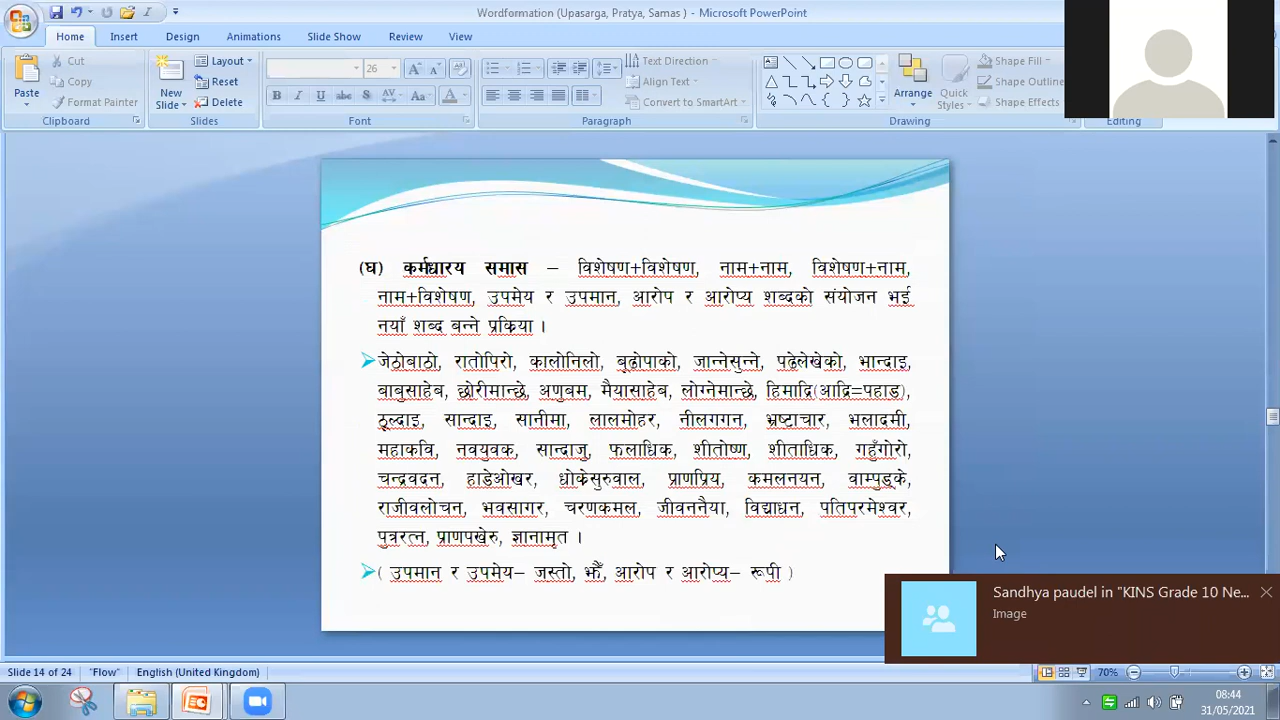 Wordformation (Upasarga, Pratya, Samas ) - Microsoft PowerPoint
Home Insert Design Animations Slide Show Review View
Paste
Cut
Copy
Format Painter
Clipboard
New Slide
Layout
Reset
Delete
Slides
26
B I U abc S AV Aa A
Font
Text Direction
Align Text
Convert to SmartArt
Paragraph
Arrange
Quick Styles
Shape Fill
Shape Outline
Shape Effects
Drawing
Editing
(घ) कर्मधारय समास – विशेषण+विशेषण, नाम+नाम, विशेषण+नाम,
नाम+विशेषण, उपमेय र उपमान, आरोप र आरोप्य शब्दको संयोजन भई
नयाँ शब्द बन्ने प्रकिया ।
जेठोबाठो, रातोपिरो, कालोनिलो, बूढोपाको, जान्नेसुन्ने, पढेलेखेको, भान्दाइ,
बाबुसाहेब, छोरीमान्छे, अणुबम, मैयासाहेब, लोग्नेमान्छे, हिमाद्रि(आद्रि=पहाड),
ठूल्दाइ, सान्दाइ, सानीमा, लालमोहर, नीलगगन, भ्रष्टाचार, भलादमी,
महाकवि, नवयुवक, सान्दाजु, फलाधिक, शीतोष्ण, शीताधिक, गहुँगोरो,
चन्द्रवदन, हाडेओखर, धोकेसुरुवाल, प्राणप्रिय, कमलनयन, वाम्पुड्के,
राजीवलोचन, भवसागर, चरणकमल, जीवननैया, विद्याधन, पतिपरमेश्वर,
पुत्ररत्न, प्राणपखेरु, ज्ञानामृत ।
( उपमान र उपमेय– जस्तो, झैँ, आरोप र आरोप्य– रूपी )
Sandhya paudel in "KINS Grade 10 Ne...
Image
Slide 14 of 24 "Flow" English (United Kingdom) 70%
08:44
31/05/2021